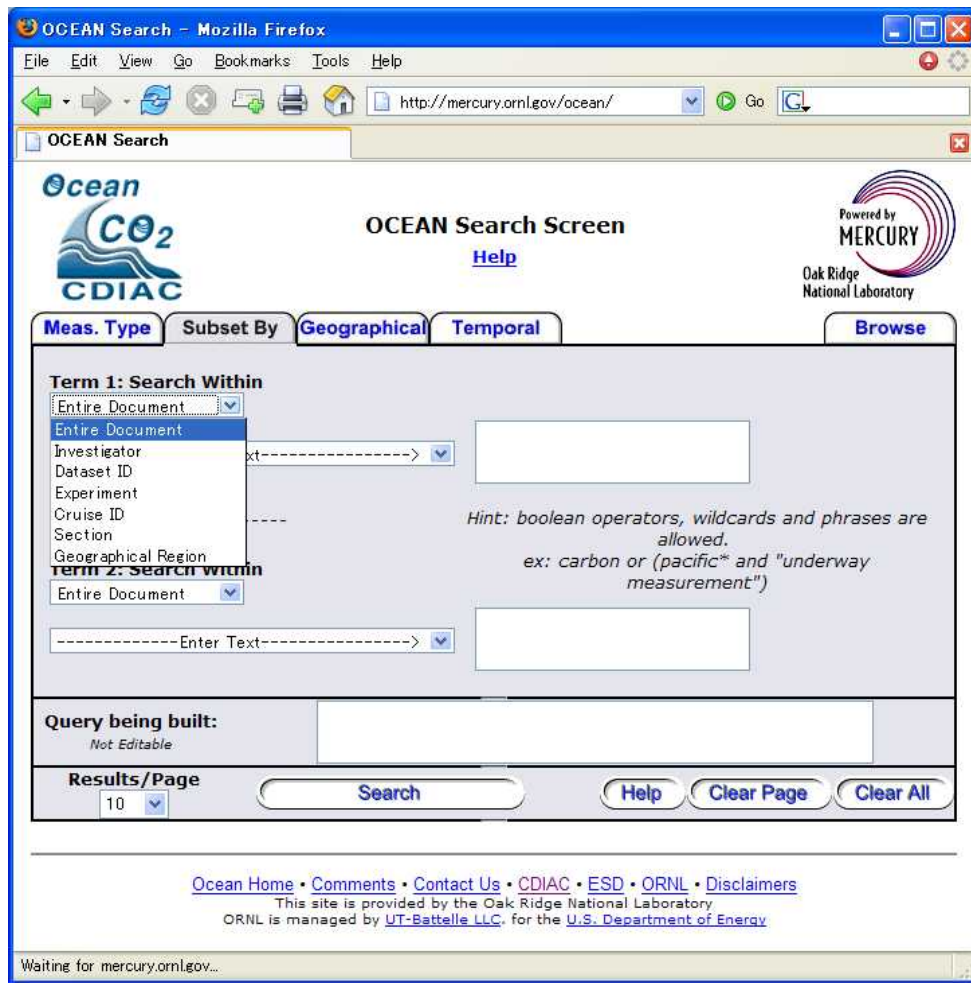 OCEAN Search - Mozilla Firefox
File Edit View Go Bookmarks Tools Help
http://mercury.ornl.gov/ocean/ Go G
OCEAN Search
Ocean
CO2
CDIAC
OCEAN Search Screen
Help
Powered by
MERCURY
Oak Ridge
National Laboratory
Meas. Type Subset By Geographical Temporal Browse
Term 1: Search Within
Entire Document
Entire Document
Investigator
Dataset ID
Experiment
Cruise ID
Section
Geographical Region
xt---------------->
-----
Hint: boolean operators, wildcards and phrases are
allowed.
ex: carbon or (pacific* and "underway
measurement")
Term 2: Search Within
Entire Document
-------------Enter Text---------------->
Query being built:
Not Editable
Results/Page
10
Search Help Clear Page Clear All
Ocean Home • Comments • Contact Us • CDIAC • ESD • ORNL • Disclaimers
This site is provided by the Oak Ridge National Laboratory
ORNL is managed by UT-Battelle LLC. for the U.S. Department of Energy
Waiting for mercury.ornl.gov...